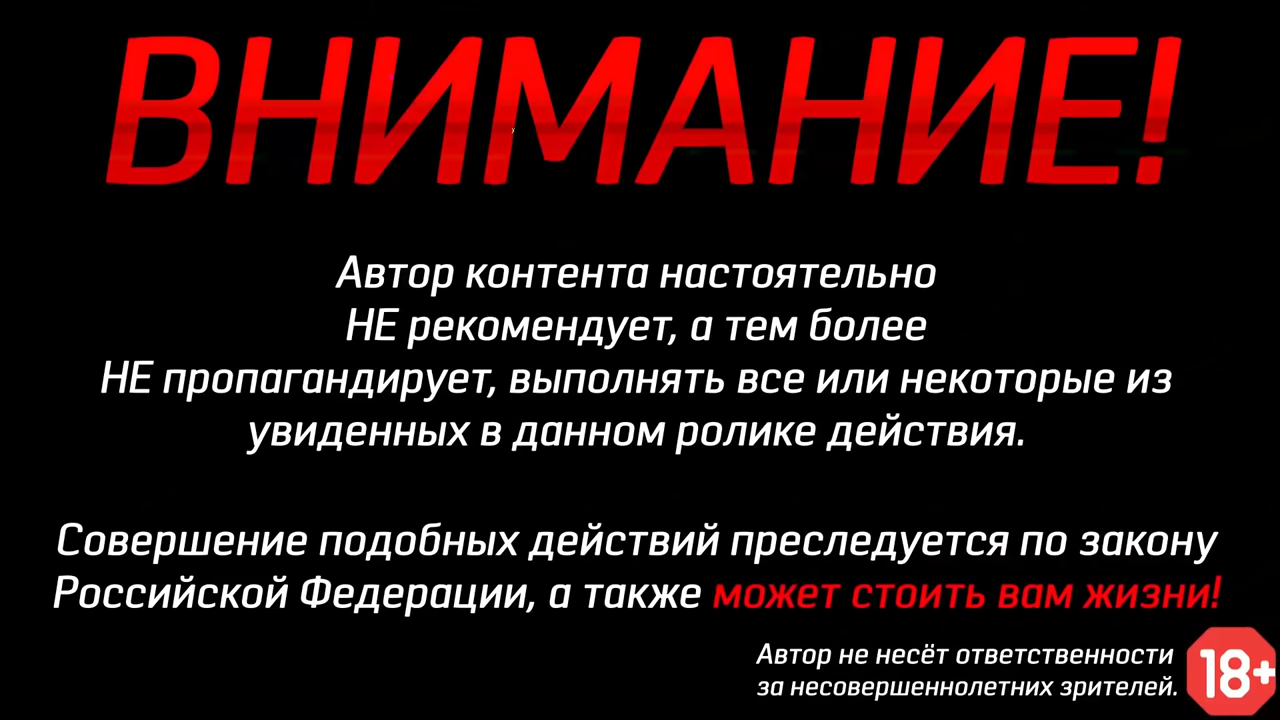 ВНИМАНИЕ!
Автор контента настоятельно
НЕ рекомендует, а тем более
НЕ пропагандирует, выполнять все или некоторые из
увиденных в данном ролике действия.
Совершение подобных действий преследуется по закону
Российской Федерации, а также может стоить вам жизни!
Автор не несёт ответственности
за несовершеннолетних зрителей.
18+